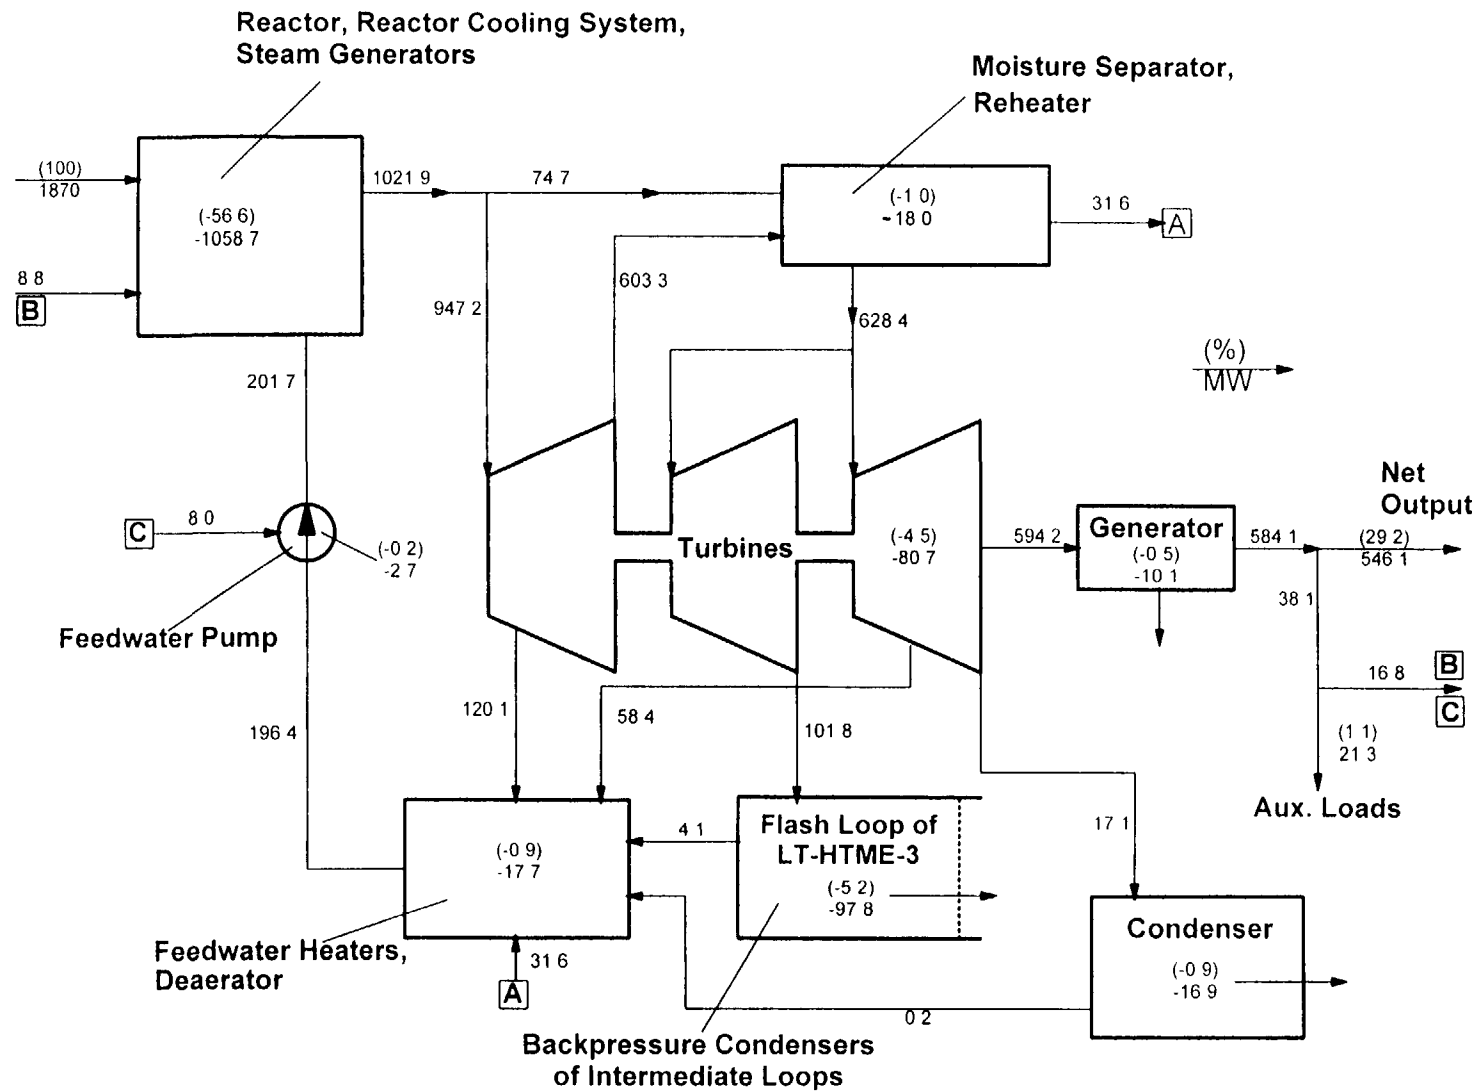 Reactor, Reactor Cooling System,
Steam Generators
Moisture Separator,
Reheater
(100)
1870
1021 9
74 7
(-1 0)
-18 0
31 6
A
(-56 6)
-1058 7
8 8
B
603 3
947 2
628 4
(%)
MW
201 7
Net
Output
C
8 0
(-0 2)
-2 7
Turbines
(-4 5)
-80 7
594 2
Generator
(-0 5)
-10 1
584 1
(29 2)
546 1
38 1
Feedwater Pump
16 8
B
C
120 1
58 4
101 8
196 4
(1 1)
21 3
Aux. Loads
17 1
(-0 9)
-17 7
4 1
Flash Loop of
LT-HTME-3
(-5 2)
-97 8
Condenser
(-0 9)
-16 9
Feedwater Heaters,
Deaerator
31 6
A
0 2
Backpressure Condensers
of Intermediate Loops